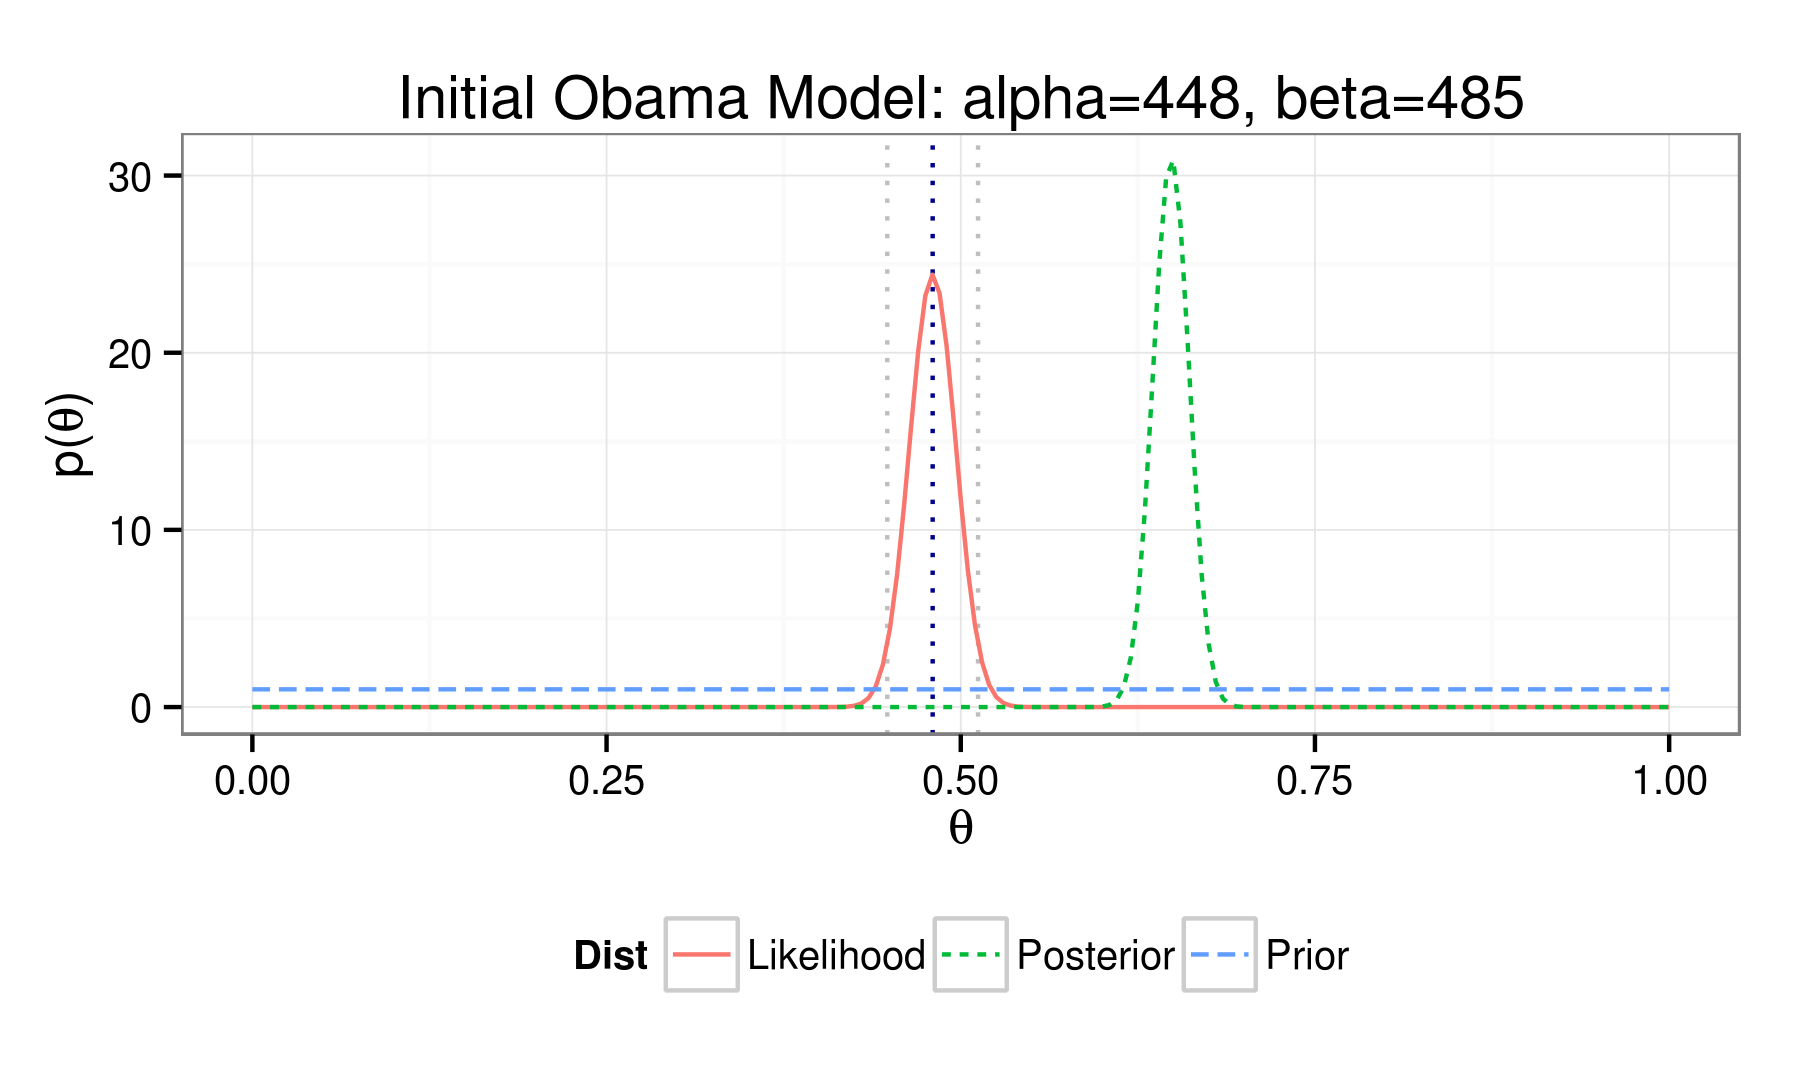 Initial Obama Model: alpha=448, beta=485
30
20
10
0
p(θ)
0.00 0.25 0.50 0.75 1.00
θ
Dist Likelihood Posterior Prior